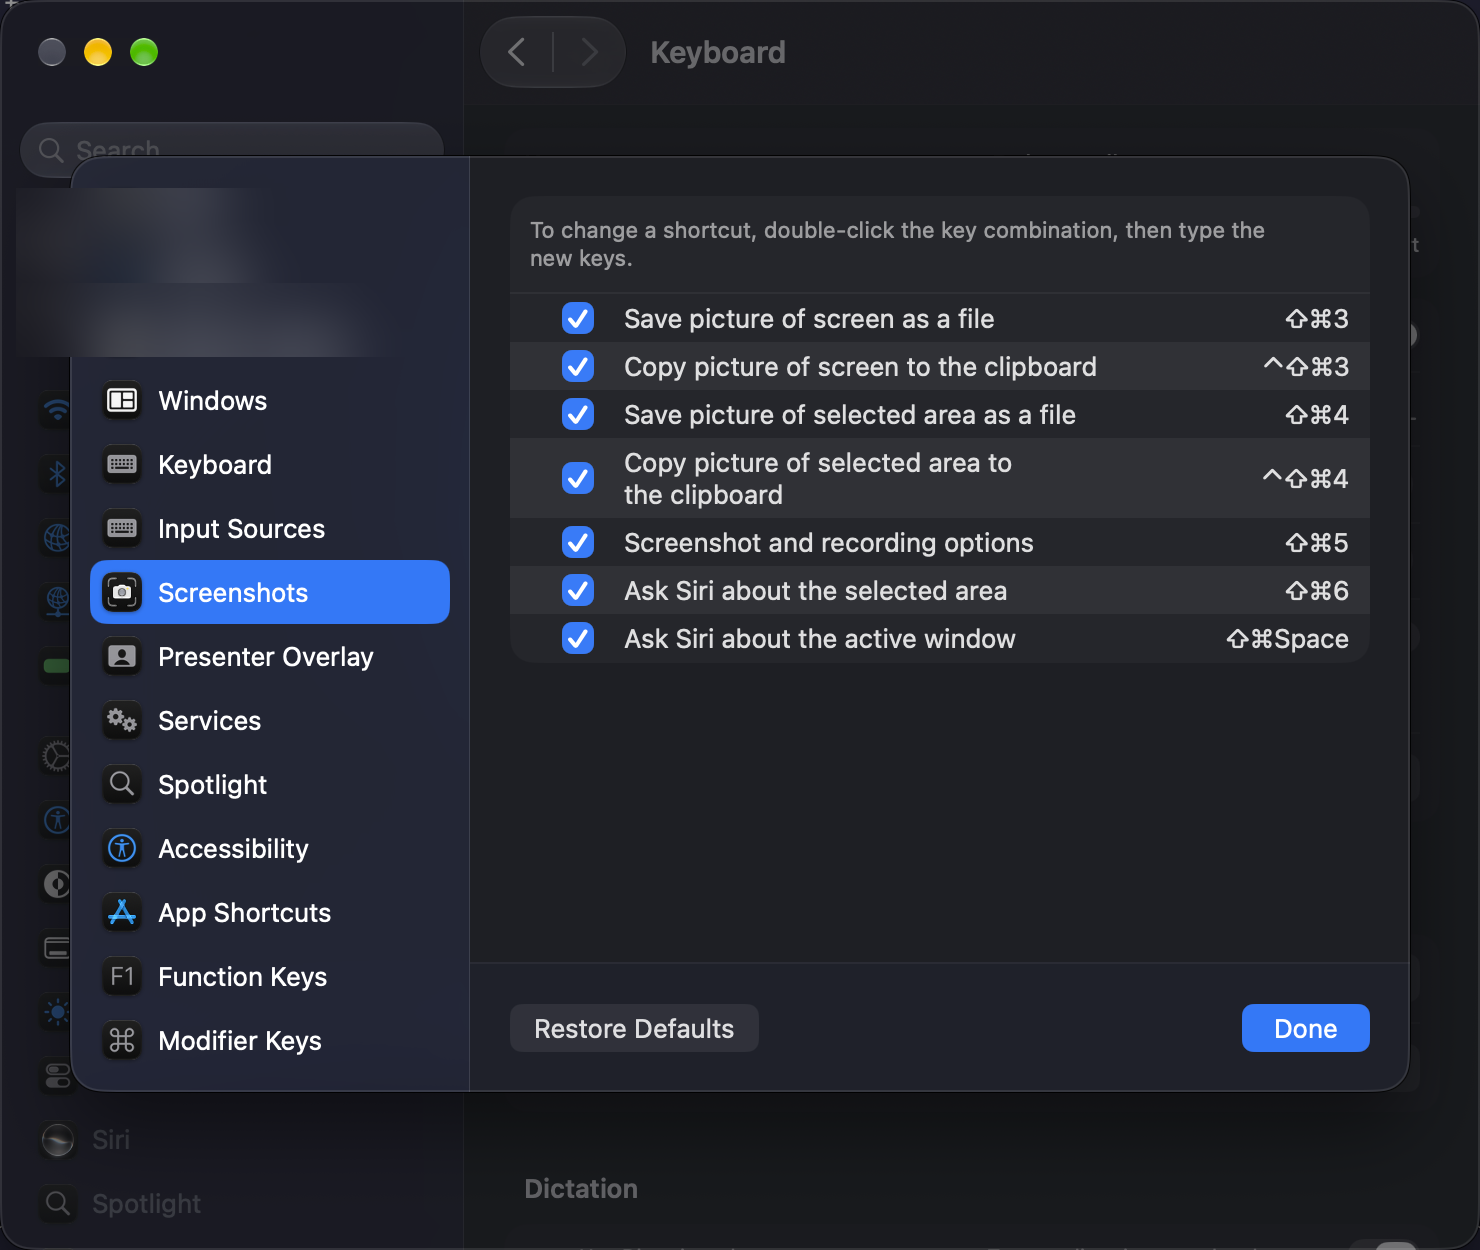 Keyboard
Search
To change a shortcut, double-click the key combination, then type the
new keys.
Save picture of screen as a file ⇧⌘3
Copy picture of screen to the clipboard ^⇧⌘3
Save picture of selected area as a file ⇧⌘4
Copy picture of selected area to
the clipboard ^⇧⌘4
Screenshot and recording options ⇧⌘5
Ask Siri about the selected area ⇧⌘6
Ask Siri about the active window ⇧⌘Space
Windows
Keyboard
Input Sources
Screenshots
Presenter Overlay
Services
Spotlight
Accessibility
App Shortcuts
F1 Function Keys
Modifier Keys
Restore Defaults
Done
Siri
Spotlight
Dictation